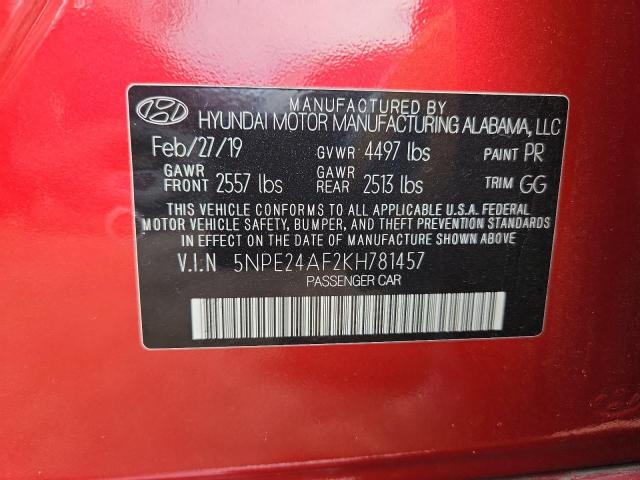 MANUFACTURED BY
HYUNDAI MOTOR MANUFACTURING ALABAMA, LLC
Feb/27/19 GVWR 4497 lbs PAINT PR
GAWR FRONT 2557 lbs GAWR REAR 2513 lbs TRIM GG
THIS VEHICLE CONFORMS TO ALL APPLICABLE U.S.A. FEDERAL
MOTOR VEHICLE SAFETY, BUMPER, AND THEFT PREVENTION STANDARDS
IN EFFECT ON THE DATE OF MANUFACTURE SHOWN ABOVE
V.I.N 5NPE24AF2KH781457
PASSENGER CAR